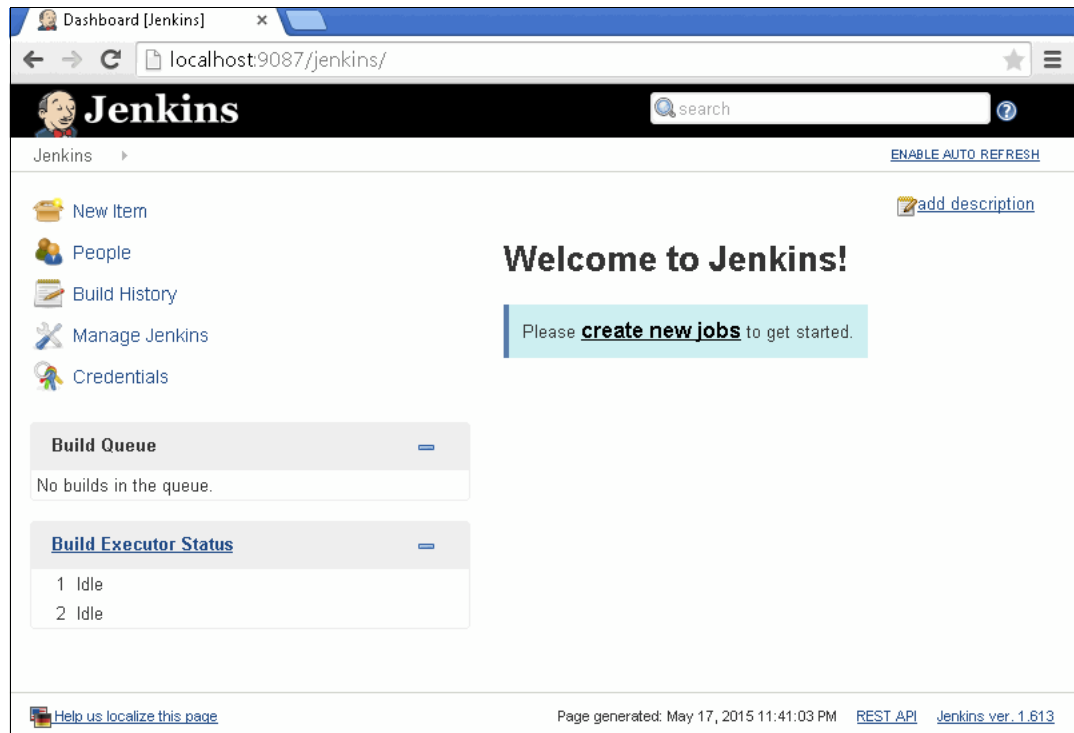 Dashboard [Jenkins]
localhost:9087/jenkins/
Jenkins
search
Jenkins
ENABLE AUTO REFRESH
New Item
People
Build History
Manage Jenkins
Credentials
add description
Welcome to Jenkins!
Please create new jobs to get started.
Build Queue
No builds in the queue.
Build Executor Status
1 Idle
2 Idle
Help us localize this page
Page generated: May 17, 2015 11:41:03 PM REST API Jenkins ver. 1.613